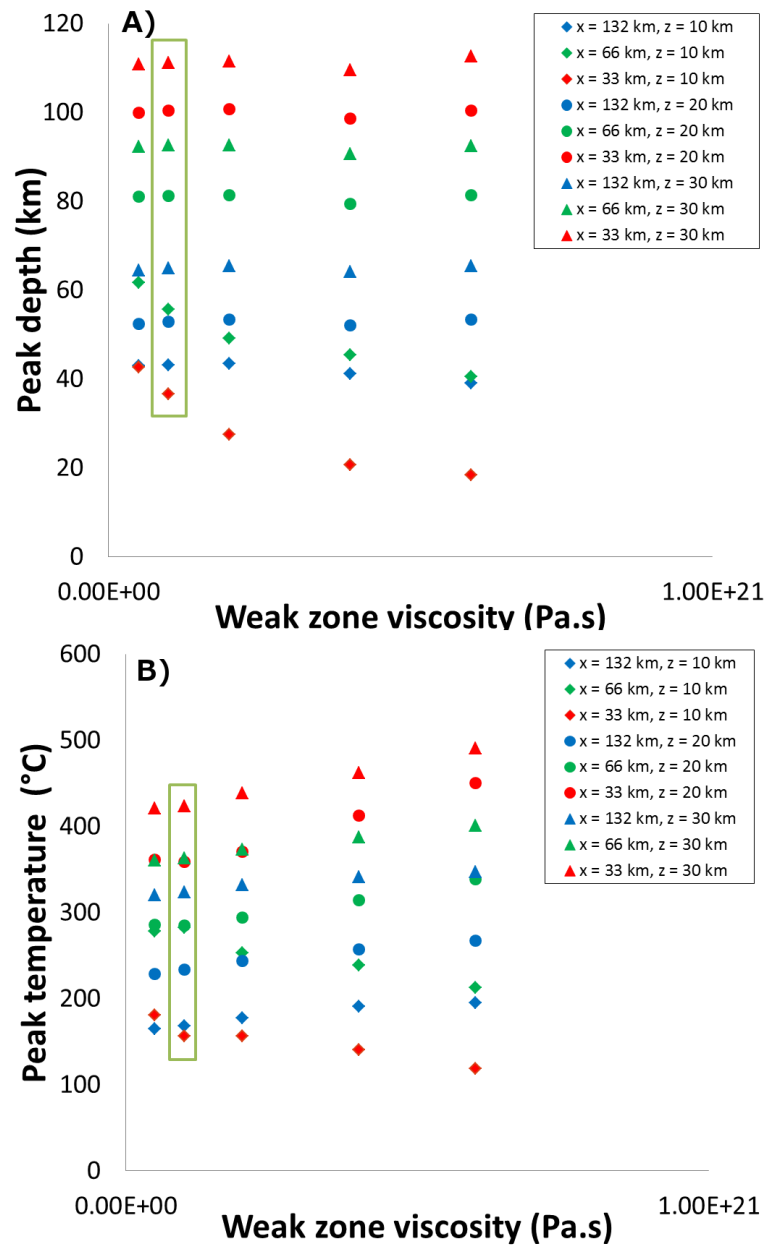 A)
120
100
80
60
40
20
0
Peak depth (km)
0.00E+00
1.00E+21
Weak zone viscosity (Pa.s)
x = 132 km, z = 10 km
x = 66 km, z = 10 km
x = 33 km, z = 10 km
x = 132 km, z = 20 km
x = 66 km, z = 20 km
x = 33 km, z = 20 km
x = 132 km, z = 30 km
x = 66 km, z = 30 km
x = 33 km, z = 30 km
B)
600
500
400
300
200
100
0
Peak temperature (°C)
0.00E+00
1.00E+21
Weak zone viscosity (Pa.s)
x = 132 km, z = 10 km
x = 66 km, z = 10 km
x = 33 km, z = 10 km
x = 132 km, z = 20 km
x = 66 km, z = 20 km
x = 33 km, z = 20 km
x = 132 km, z = 30 km
x = 66 km, z = 30 km
x = 33 km, z = 30 km